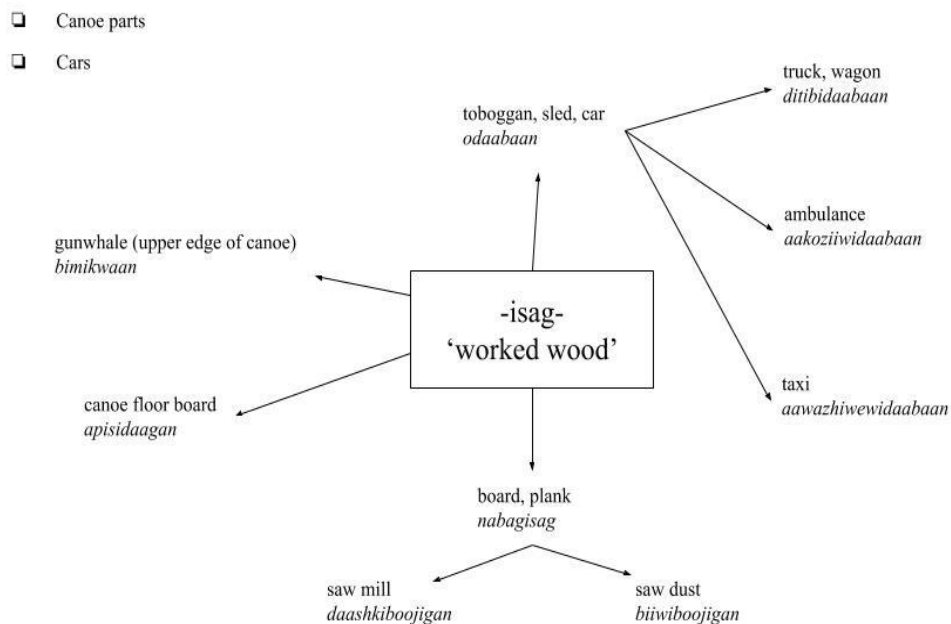 Canoe parts
Cars
truck, wagon
ditibidaabaan
toboggan, sled, car
odaabaan
ambulance
aakoziiwidaabaan
gunwhale (upper edge of canoe)
bimikwaan
-isag-
‘worked wood’
taxi
aawazhiwewidaabaan
canoe floor board
apisidaagan
board, plank
nabagisag
saw mill
daashkiboojigan
saw dust
biiwiboojigan